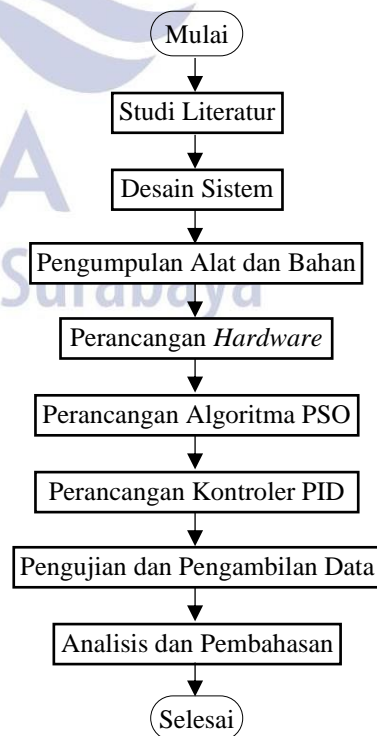 Mulai
Studi Literatur
A
Desain Sistem
Pengumpulan Alat dan Bahan
Surabaya
Perancangan Hardware
Perancangan Algoritma PSO
Perancangan Kontroler PID
Pengujian dan Pengambilan Data
Analisis dan Pembahasan
Selesai